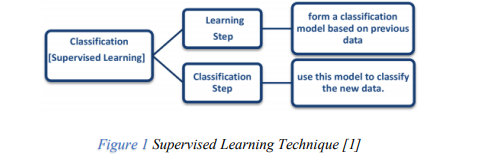 Classification
[Supervised Learning]
Learning
Step
form a classification
model based on previous
data
Classification
Step
use this model to classify
the new data.
Figure 1 Supervised Learning Technique [1]